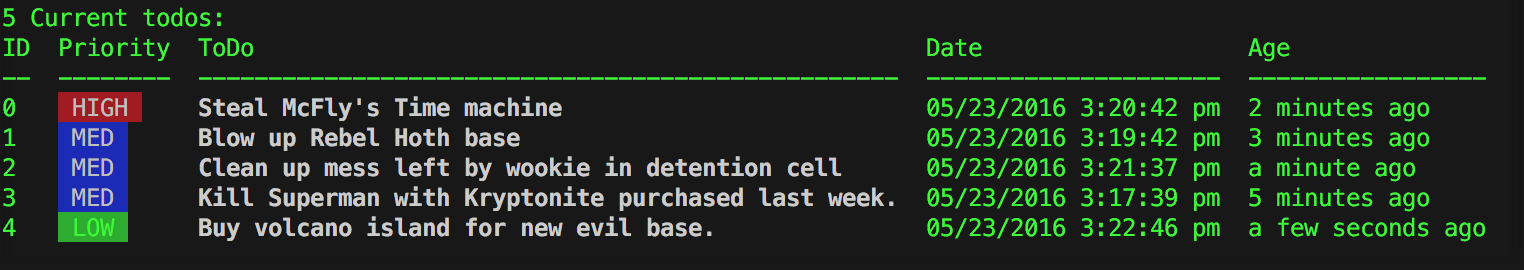 5 Current todos:
ID  Priority  ToDo                                                Date                   Age
--  --------  --------------------------------------------------  ---------------------  -----------------
0    HIGH     Steal McFly's Time machine                          05/23/2016 3:20:42 pm  2 minutes ago
1    MED      Blow up Rebel Hoth base                             05/23/2016 3:19:42 pm  3 minutes ago
2    MED      Clean up mess left by wookie in detention cell      05/23/2016 3:21:37 pm  a minute ago
3    MED      Kill Superman with Kryptonite purchased last week.  05/23/2016 3:17:39 pm  5 minutes ago
4    LOW      Buy volcano island for new evil base.               05/23/2016 3:22:46 pm  a few seconds ago